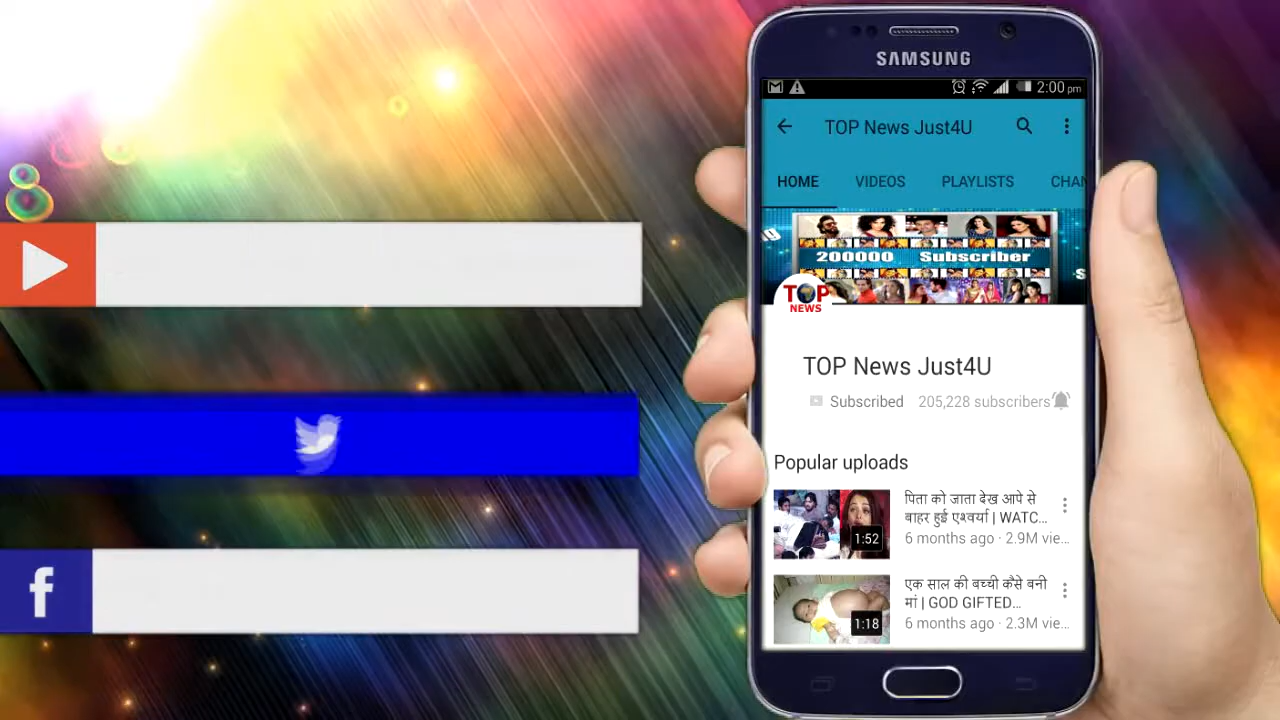 SAMSUNG
2:00 pm
TOP News Just4U
HOME VIDEOS PLAYLISTS CHAN
200000 Subscriber
TOP
NEWS
TOP News Just4U
Subscribed 205,228 subscribers
Popular uploads
पिता को जाता देख आपे से
बाहर हुई एश्वर्या | WATC...
6 months ago · 2.9M vie...
1:52
एक साल की बच्ची कैसे बनी
मां | GOD GIFTED...
6 months ago · 2.3M vie...
1:18
f